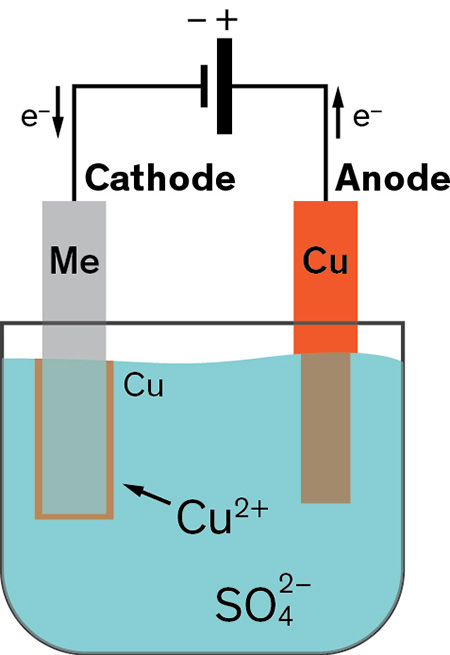 − +
e⁻ e⁻
Cathode Anode
Me Cu
Cu
Cu²⁺
SO₄²⁻